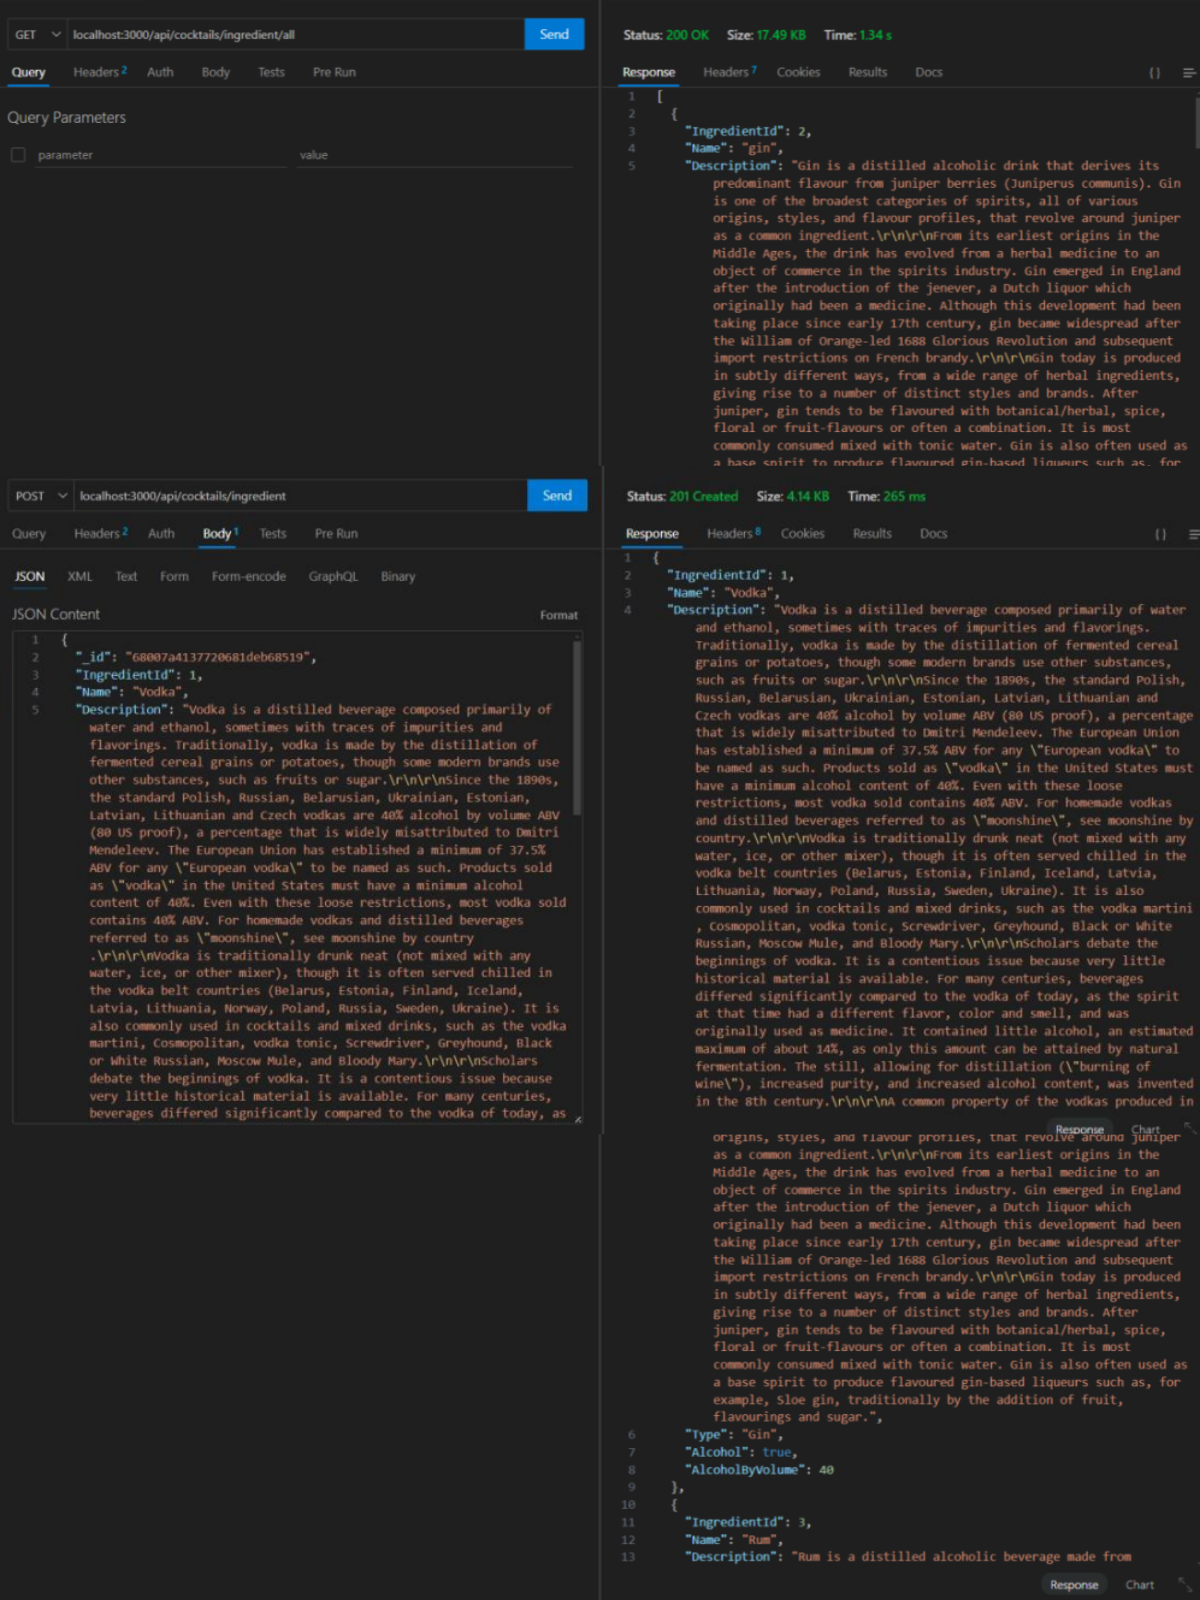 GET localhost:3000/api/cocktails/ingredient/all Send
Query Headers 2 Auth Body Tests Pre Run
Query Parameters
parameter value
Status: 200 OK Size: 17.49 KB Time: 1.34 s
Response Headers 7 Cookies Results Docs { }
1 [
2 {
3 "IngredientId": 2,
4 "Name": "gin",
5 "Description": "Gin is a distilled alcoholic drink that derives its
predominant flavour from juniper berries (Juniperus communis). Gin
is one of the broadest categories of spirits, all of various
origins, styles, and flavour profiles, that revolve around juniper
as a common ingredient.\r\n\r\nFrom its earliest origins in the
Middle Ages, the drink has evolved from a herbal medicine to an
object of commerce in the spirits industry. Gin emerged in England
after the introduction of the jenever, a Dutch liquor which
originally had been a medicine. Although this development had been
taking place since early 17th century, gin became widespread after
the William of Orange-led 1688 Glorious Revolution and subsequent
import restrictions on French brandy.\r\n\r\nGin today is produced
in subtly different ways, from a wide range of herbal ingredients,
giving rise to a number of distinct styles and brands. After
juniper, gin tends to be flavoured with botanical/herbal, spice,
floral or fruit-flavours or often a combination. It is most
commonly consumed mixed with tonic water. Gin is also often used as
a base spirit to produce flavoured gin-based liqueurs such as, for
POST localhost:3000/api/cocktails/ingredient Send
Query Headers 2 Auth Body 1 Tests Pre Run
JSON XML Text Form Form-encode GraphQL Binary
JSON Content Format
1 {
2 "_id": "68007a4137720681deb68519",
3 "IngredientId": 1,
4 "Name": "Vodka",
5 "Description": "Vodka is a distilled beverage composed primarily of
water and ethanol, sometimes with traces of impurities and
flavorings. Traditionally, vodka is made by the distillation of
fermented cereal grains or potatoes, though some modern brands use
other substances, such as fruits or sugar.\r\n\r\nSince the 1890s,
the standard Polish, Russian, Belarusian, Ukrainian, Estonian,
Latvian, Lithuanian and Czech vodkas are 40% alcohol by volume ABV
(80 US proof), a percentage that is widely misattributed to Dmitri
Mendeleev. The European Union has established a minimum of 37.5%
ABV for any \"European vodka\" to be named as such. Products sold
as \"vodka\" in the United States must have a minimum alcohol
content of 40%. Even with these loose restrictions, most vodka sold
contains 40% ABV. For homemade vodkas and distilled beverages
referred to as \"moonshine\", see moonshine by country
.\r\n\r\nVodka is traditionally drunk neat (not mixed with any
water, ice, or other mixer), though it is often served chilled in
the vodka belt countries (Belarus, Estonia, Finland, Iceland,
Latvia, Lithuania, Norway, Poland, Russia, Sweden, Ukraine). It is
also commonly used in cocktails and mixed drinks, such as the vodka
martini, Cosmopolitan, vodka tonic, Screwdriver, Greyhound, Black
or White Russian, Moscow Mule, and Bloody Mary.\r\n\r\nScholars
debate the beginnings of vodka. It is a contentious issue because
very little historical material is available. For many centuries,
beverages differed significantly compared to the vodka of today, as
Status: 201 Created Size: 4.14 KB Time: 265 ms
Response Headers 8 Cookies Results Docs { }
1 {
2 "IngredientId": 1,
3 "Name": "Vodka",
4 "Description": "Vodka is a distilled beverage composed primarily of water
and ethanol, sometimes with traces of impurities and flavorings.
Traditionally, vodka is made by the distillation of fermented cereal
grains or potatoes, though some modern brands use other substances,
such as fruits or sugar.\r\n\r\nSince the 1890s, the standard Polish,
Russian, Belarusian, Ukrainian, Estonian, Latvian, Lithuanian and
Czech vodkas are 40% alcohol by volume ABV (80 US proof), a percentage
that is widely misattributed to Dmitri Mendeleev. The European Union
has established a minimum of 37.5% ABV for any \"European vodka\" to
be named as such. Products sold as \"vodka\" in the United States must
have a minimum alcohol content of 40%. Even with these loose
restrictions, most vodka sold contains 40% ABV. For homemade vodkas
and distilled beverages referred to as \"moonshine\", see moonshine by
country.\r\n\r\nVodka is traditionally drunk neat (not mixed with any
water, ice, or other mixer), though it is often served chilled in the
vodka belt countries (Belarus, Estonia, Finland, Iceland, Latvia,
Lithuania, Norway, Poland, Russia, Sweden, Ukraine). It is also
commonly used in cocktails and mixed drinks, such as the vodka martini
, Cosmopolitan, vodka tonic, Screwdriver, Greyhound, Black or White
Russian, Moscow Mule, and Bloody Mary.\r\n\r\nScholars debate the
beginnings of vodka. It is a contentious issue because very little
historical material is available. For many centuries, beverages
differed significantly compared to the vodka of today, as the spirit
at that time had a different flavor, color and smell, and was
originally used as medicine. It contained little alcohol, an estimated
maximum of about 14%, as only this amount can be attained by natural
fermentation. The still, allowing for distillation (\"burning of
wine\"), increased purity, and increased alcohol content, was invented
in the 8th century.\r\n\r\nA common property of the vodkas produced in
Response Chart
origins, styles, and flavour profiles, that revolve around juniper
as a common ingredient.\r\n\r\nFrom its earliest origins in the
Middle Ages, the drink has evolved from a herbal medicine to an
object of commerce in the spirits industry. Gin emerged in England
after the introduction of the jenever, a Dutch liquor which
originally had been a medicine. Although this development had been
taking place since early 17th century, gin became widespread after
the William of Orange-led 1688 Glorious Revolution and subsequent
import restrictions on French brandy.\r\n\r\nGin today is produced
in subtly different ways, from a wide range of herbal ingredients,
giving rise to a number of distinct styles and brands. After
juniper, gin tends to be flavoured with botanical/herbal, spice,
floral or fruit-flavours or often a combination. It is most
commonly consumed mixed with tonic water. Gin is also often used as
a base spirit to produce flavoured gin-based liqueurs such as, for
example, Sloe gin, traditionally by the addition of fruit,
flavourings and sugar.",
6 "Type": "Gin",
7 "Alcohol": true,
8 "AlcoholByVolume": 40
9 },
10 {
11 "IngredientId": 3,
12 "Name": "Rum",
13 "Description": "Rum is a distilled alcoholic beverage made from
Response Chart